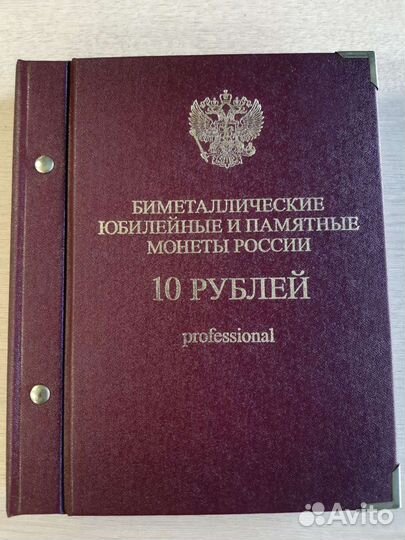 БИМЕТАЛЛИЧЕСКИЕ
ЮБИЛЕЙНЫЕ И ПАМЯТНЫЕ
МОНЕТЫ РОССИИ
10 РУБЛЕЙ
professional
Avito